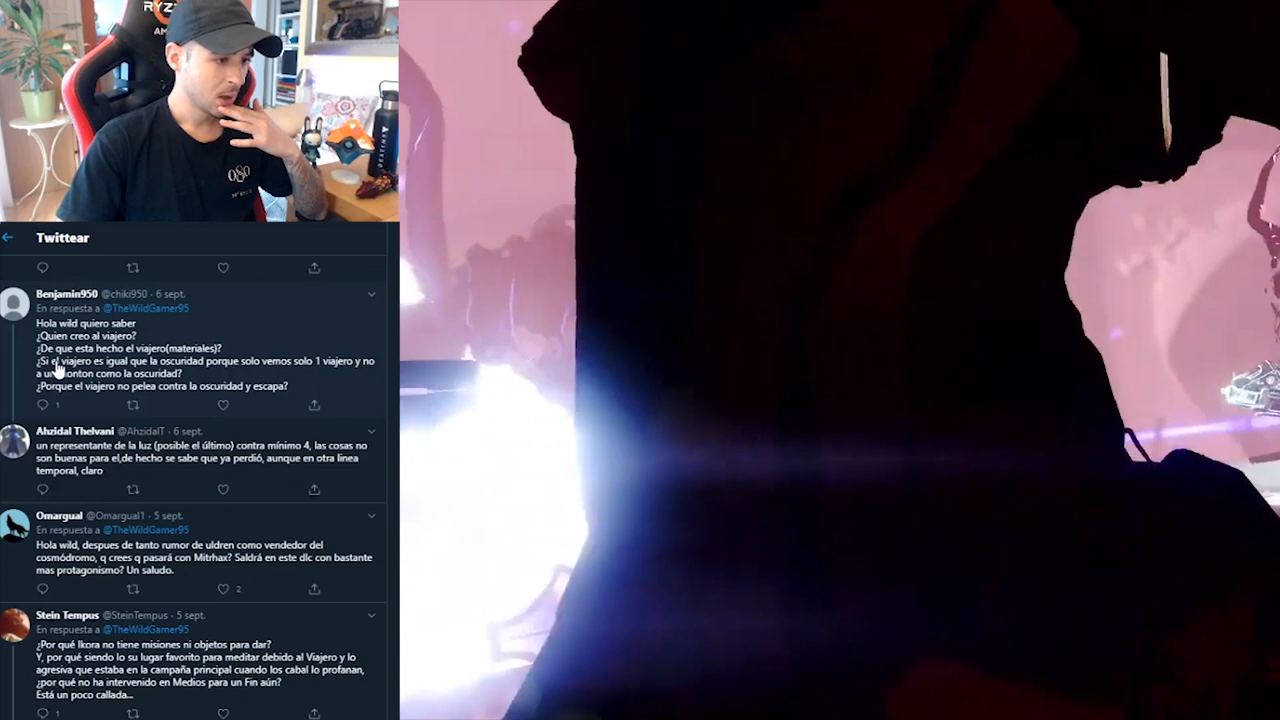 RYZ
AM
080
Twittear
Benjamin950 @chiki950 · 6 sept.
En respuesta a @TheWildGamer95
Hola wild quiero saber
¿Quien creo al viajero?
¿De que esta hecho el viajero(materiales)?
¿Si el viajero es igual que la oscuridad porque solo vemos solo 1 viajero y no
a un monton como la oscuridad?
¿Porque el viajero no pelea contra la oscuridad y escapa?
1
Ahzidal Thelvani @AhzidalT · 6 sept.
un representante de la luz (posible el último) contra mínimo 4, las cosas no
son buenas para el,de hecho se sabe que ya perdió, aunque en otra linea
temporal, claro
Omargual @Omargual1 · 5 sept.
En respuesta a @TheWildGamer95
Hola wild, despues de tanto rumor de uldren como vendedor del
cosmódromo, q crees q pasará con Mitrhax? Saldrá en este dlc con bastante
mas protagonismo? Un saludo.
2
Stein Tempus @SteinTempus · 5 sept.
En respuesta a @TheWildGamer95
¿Por qué Ikora no tiene misiones ni objetos para dar?
Y, por qué siendo lo su lugar favorito para meditar debido al Viajero y lo
agresiva que estaba en la campaña principal cuando los cabal lo profanan,
¿por qué no ha intervenido en Medios para un Fin aún?
Está un poco callada...
1